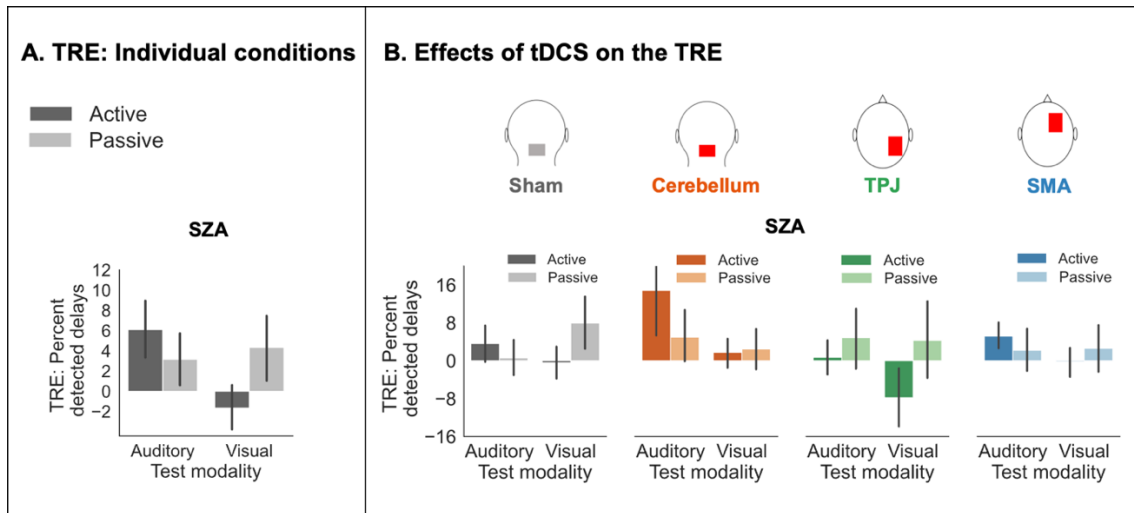 A. TRE: Individual conditions
Active
Passive
SZA
TRE: Percent
detected delays
12
10
8
6
4
2
0
−2
Auditory Visual
Test modality
B. Effects of tDCS on the TRE
Sham
Cerebellum
TPJ
SMA
SZA
TRE: Percent
detected delays
16
8
0
−8
−16
Active
Passive
Auditory Visual
Test modality
Active
Passive
Auditory Visual
Test modality
Active
Passive
Auditory Visual
Test modality
Active
Passive
Auditory Visual
Test modality